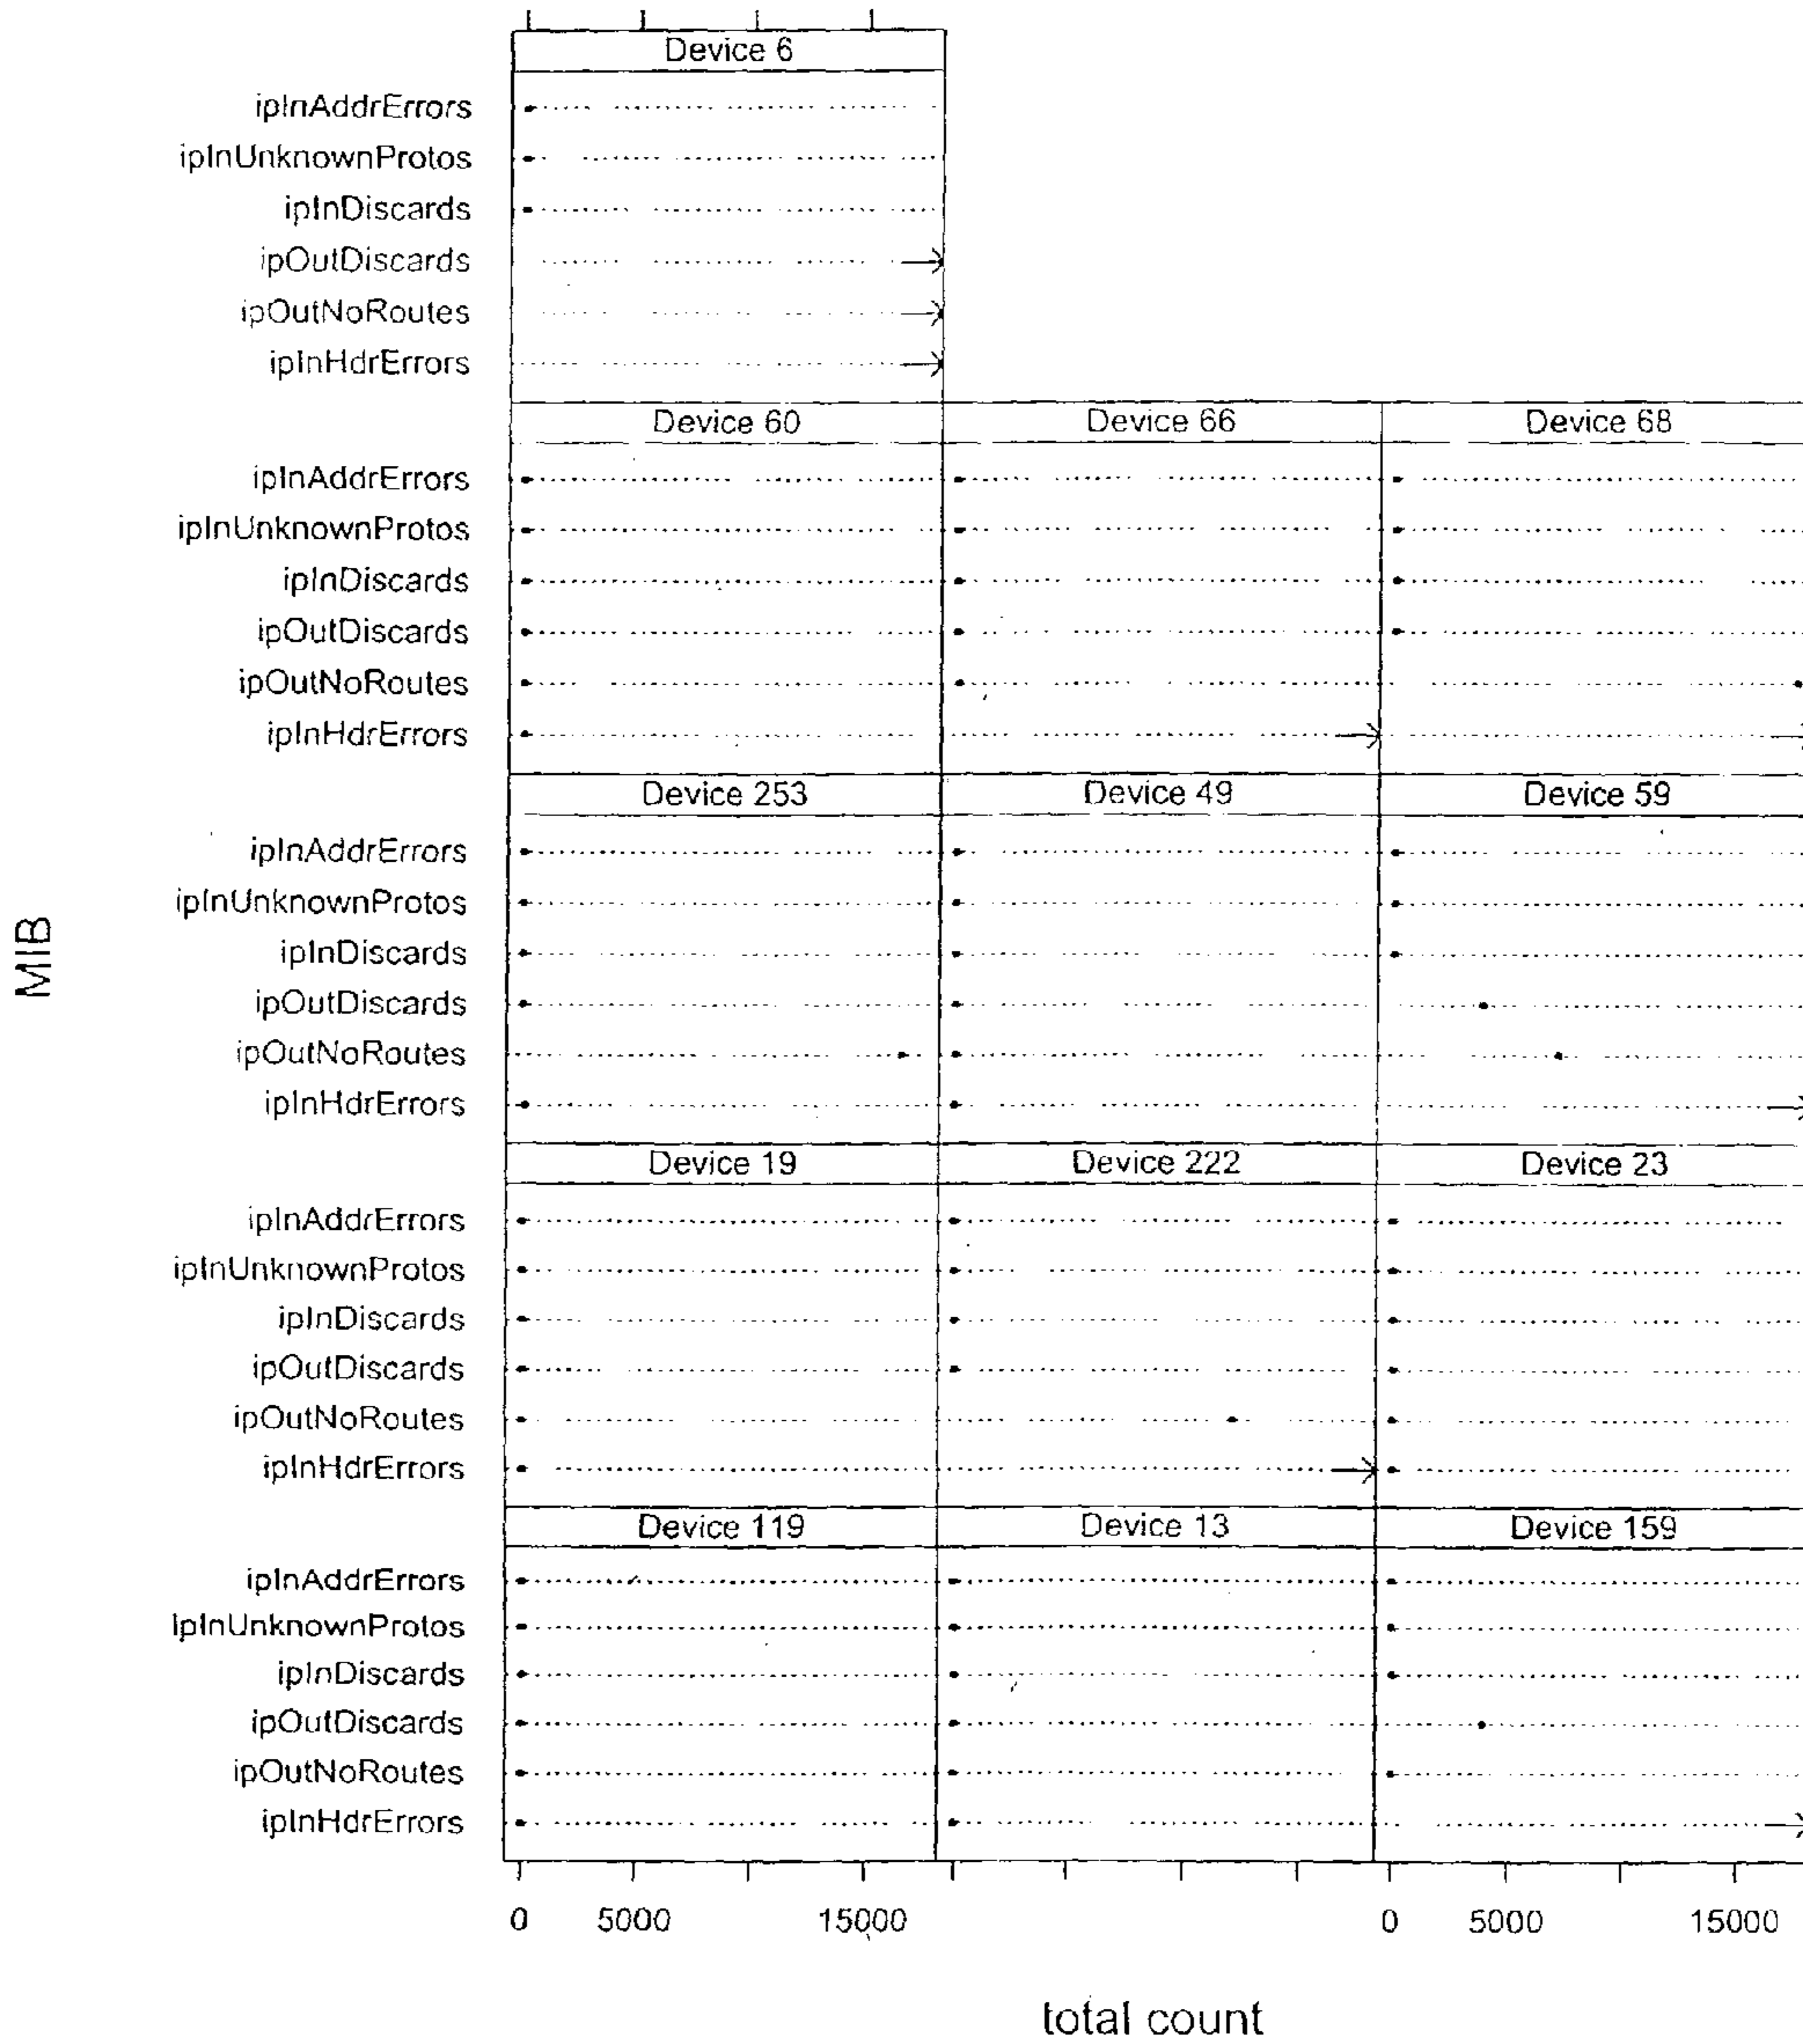 Device 6
ipInAddrErrors
ipInUnknownProtos
ipInDiscards
ipOutDiscards
ipOutNoRoutes
ipInHdrErrors
Device 60 Device 66 Device 68
ipInAddrErrors
ipInUnknownProtos
ipInDiscards
ipOutDiscards
ipOutNoRoutes
ipInHdrErrors
Device 253 Device 49 Device 59
ipInAddrErrors
ipInUnknownProtos
ipInDiscards
ipOutDiscards
ipOutNoRoutes
ipInHdrErrors
MIB
Device 19 Device 222 Device 23
ipInAddrErrors
ipInUnknownProtos
ipInDiscards
ipOutDiscards
ipOutNoRoutes
ipInHdrErrors
Device 119 Device 13 Device 159
ipInAddrErrors
ipInUnknownProtos
ipInDiscards
ipOutDiscards
ipOutNoRoutes
ipInHdrErrors
0 5000 15000 0 5000 15000
total count